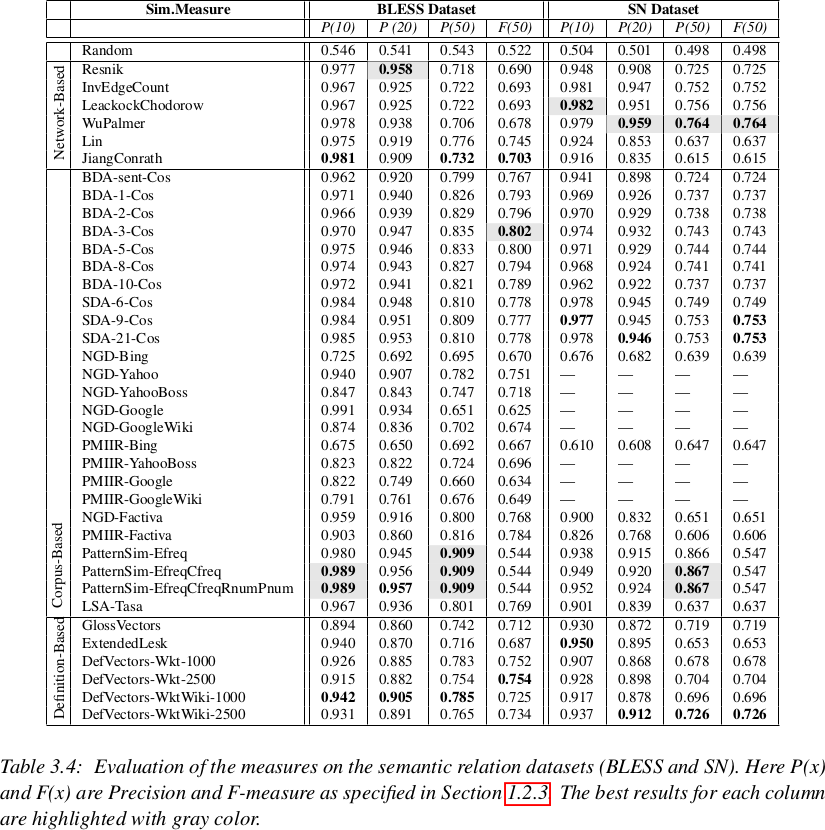 Sim.Measure BLESS Dataset SN Dataset
P(10) P (20) P(50) F(50) P(10) P(20) P(50) F(50)
Random 0.546 0.541 0.543 0.522 0.504 0.501 0.498 0.498
Network-Based
Resnik 0.977 0.958 0.718 0.690 0.948 0.908 0.725 0.725
InvEdgeCount 0.967 0.925 0.722 0.693 0.981 0.947 0.752 0.752
LeackockChodorow 0.967 0.925 0.722 0.693 0.982 0.951 0.756 0.756
WuPalmer 0.978 0.938 0.706 0.678 0.979 0.959 0.764 0.764
Lin 0.975 0.919 0.776 0.745 0.924 0.853 0.637 0.637
JiangConrath 0.981 0.909 0.732 0.703 0.916 0.835 0.615 0.615
Corpus-Based
BDA-sent-Cos 0.962 0.920 0.799 0.767 0.941 0.898 0.724 0.724
BDA-1-Cos 0.971 0.940 0.826 0.793 0.969 0.926 0.737 0.737
BDA-2-Cos 0.966 0.939 0.829 0.796 0.970 0.929 0.738 0.738
BDA-3-Cos 0.970 0.947 0.835 0.802 0.974 0.932 0.743 0.743
BDA-5-Cos 0.975 0.946 0.833 0.800 0.971 0.929 0.744 0.744
BDA-8-Cos 0.974 0.943 0.827 0.794 0.968 0.924 0.741 0.741
BDA-10-Cos 0.972 0.941 0.821 0.789 0.962 0.922 0.737 0.737
SDA-6-Cos 0.984 0.948 0.810 0.778 0.978 0.945 0.749 0.749
SDA-9-Cos 0.984 0.951 0.809 0.777 0.977 0.945 0.753 0.753
SDA-21-Cos 0.985 0.953 0.810 0.778 0.978 0.946 0.753 0.753
NGD-Bing 0.725 0.692 0.695 0.670 0.676 0.682 0.639 0.639
NGD-Yahoo 0.940 0.907 0.782 0.751 — — — —
NGD-YahooBoss 0.847 0.843 0.747 0.718 — — — —
NGD-Google 0.991 0.934 0.651 0.625 — — — —
NGD-GoogleWiki 0.874 0.836 0.702 0.674 — — — —
PMIIR-Bing 0.675 0.650 0.692 0.667 0.610 0.608 0.647 0.647
PMIIR-YahooBoss 0.823 0.822 0.724 0.696 — — — —
PMIIR-Google 0.822 0.749 0.660 0.634 — — — —
PMIIR-GoogleWiki 0.791 0.761 0.676 0.649 — — — —
NGD-Factiva 0.959 0.916 0.800 0.768 0.900 0.832 0.651 0.651
PMIIR-Factiva 0.903 0.860 0.816 0.784 0.826 0.768 0.606 0.606
PatternSim-Efreq 0.980 0.945 0.909 0.544 0.938 0.915 0.866 0.547
PatternSim-EfreqCfreq 0.989 0.956 0.909 0.544 0.949 0.920 0.867 0.547
PatternSim-EfreqCfreqRnumPnum 0.989 0.957 0.909 0.544 0.952 0.924 0.867 0.547
LSA-Tasa 0.967 0.936 0.801 0.769 0.901 0.839 0.637 0.637
Definition-Based
GlossVectors 0.894 0.860 0.742 0.712 0.930 0.872 0.719 0.719
ExtendedLesk 0.940 0.870 0.716 0.687 0.950 0.895 0.653 0.653
DefVectors-Wkt-1000 0.926 0.885 0.783 0.752 0.907 0.868 0.678 0.678
DefVectors-Wkt-2500 0.915 0.882 0.754 0.754 0.928 0.898 0.704 0.704
DefVectors-WktWiki-1000 0.942 0.905 0.785 0.725 0.917 0.878 0.696 0.696
DefVectors-WktWiki-2500 0.931 0.891 0.765 0.734 0.937 0.912 0.726 0.726
Table 3.4: Evaluation of the measures on the semantic relation datasets (BLESS and SN). Here P(x)
and F(x) are Precision and F-measure as specified in Section 1.2.3. The best results for each column
are highlighted with gray color.